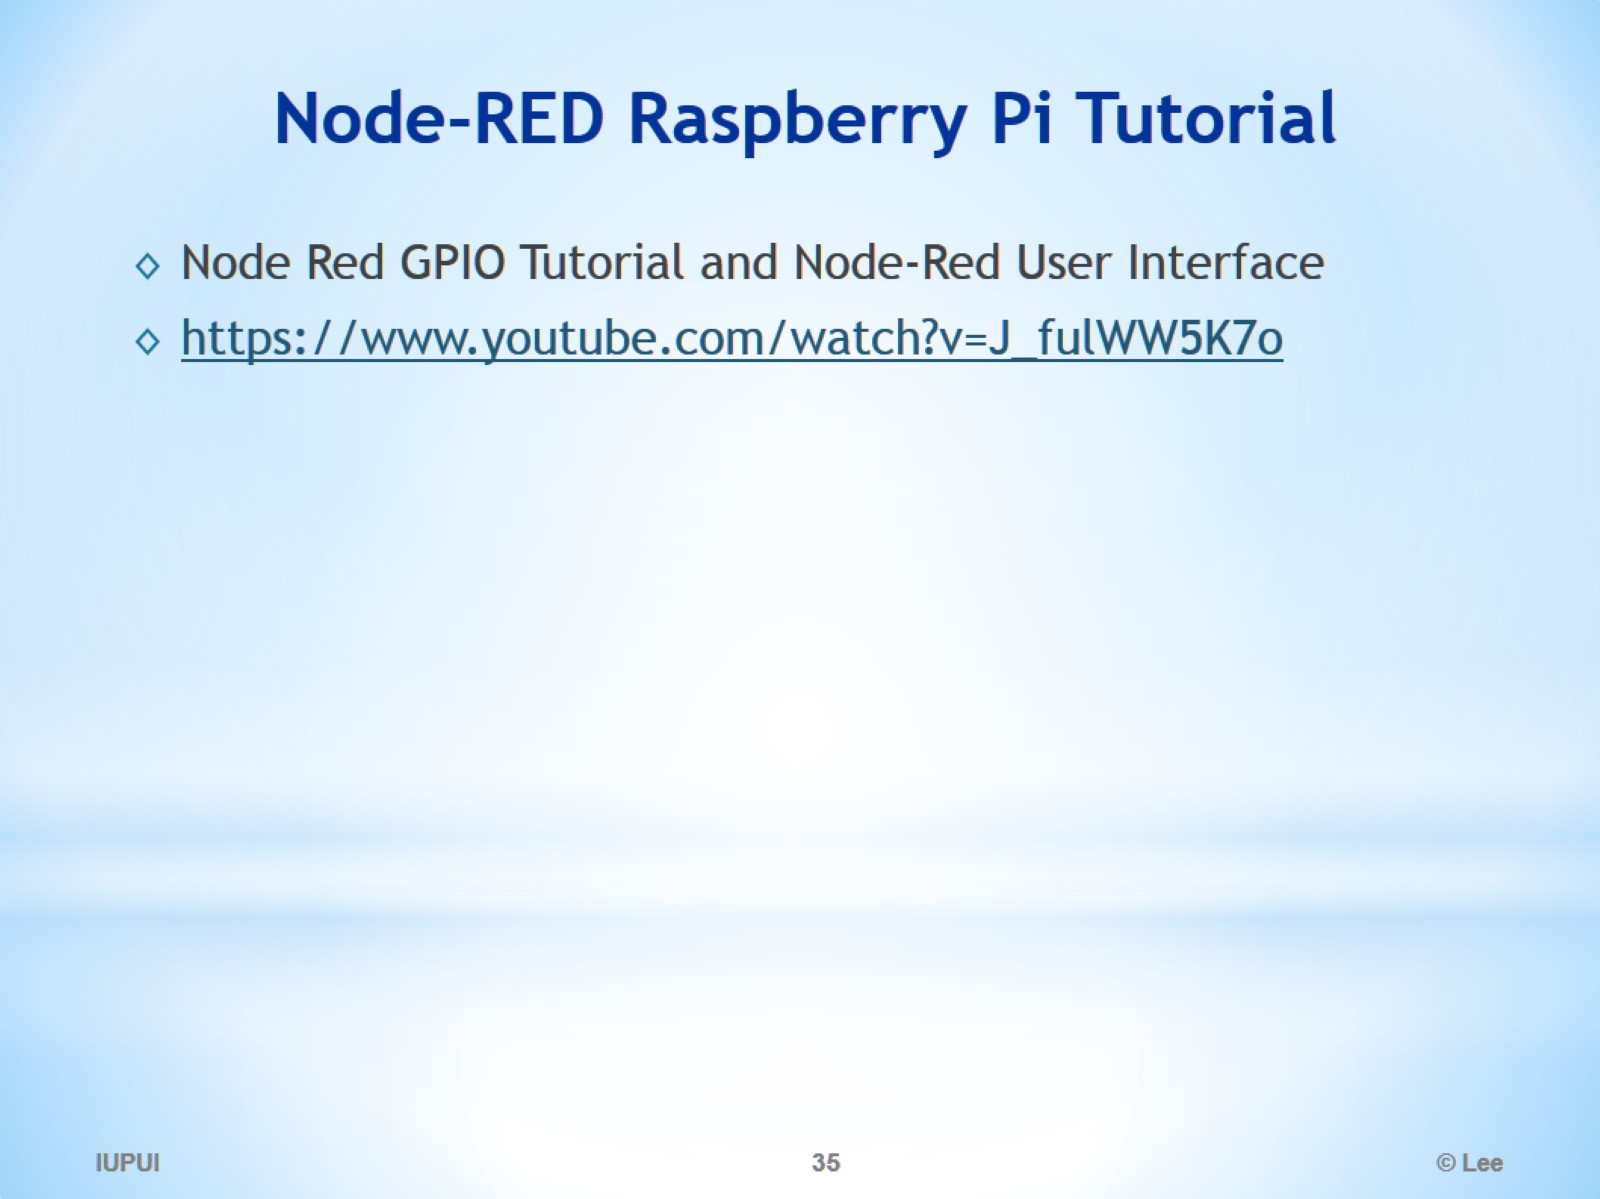 Node-RED Raspberry Pi Tutorial
◇ Node Red GPIO Tutorial and Node-Red User Interface
◇ https://www.youtube.com/watch?v=J_fulWW5K7o
IUPUI 35 © Lee